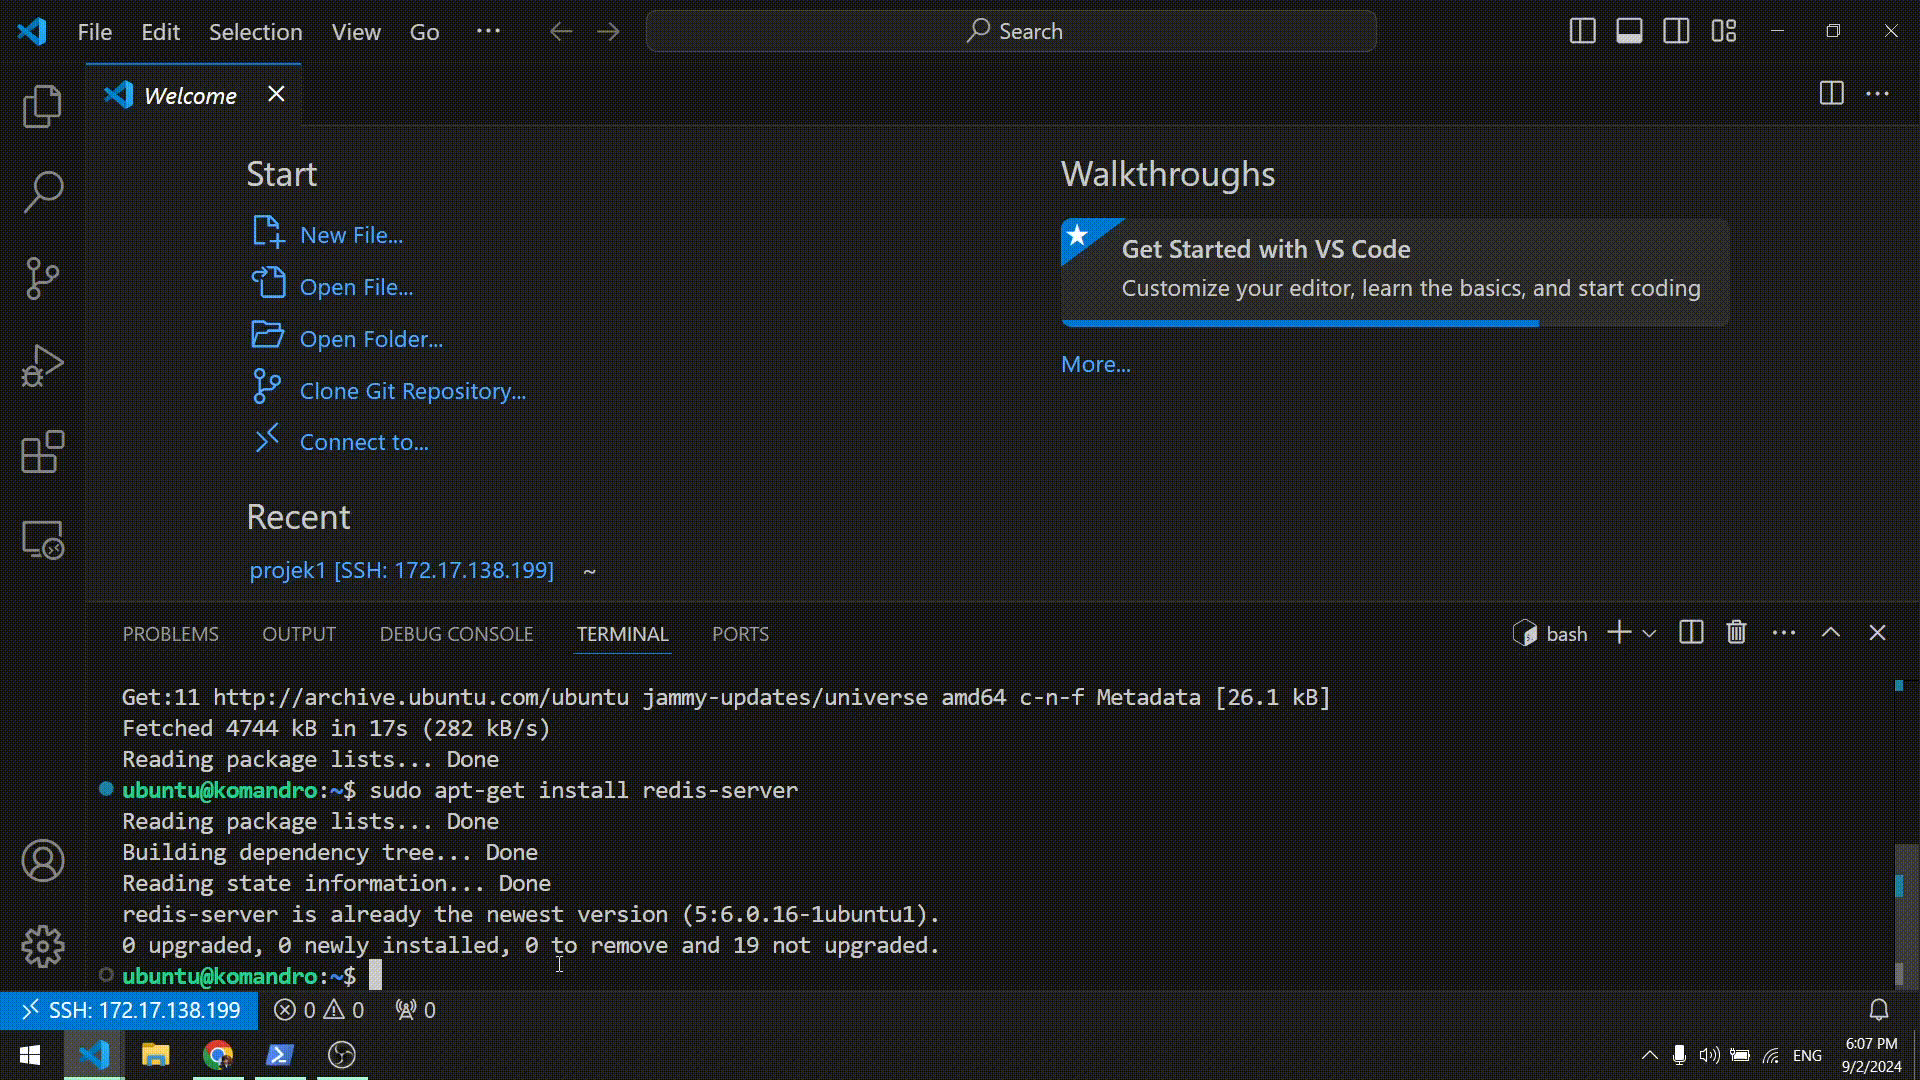 File Edit Selection View Go ··· Search
Welcome
Start
New File...
Open File...
Open Folder...
Clone Git Repository...
Connect to...
Recent
projek1 [SSH: 172.17.138.199] ~
Walkthroughs
Get Started with VS Code
Customize your editor, learn the basics, and start coding
More...
PROBLEMS OUTPUT DEBUG CONSOLE TERMINAL PORTS bash
Get:11 http://archive.ubuntu.com/ubuntu jammy-updates/universe amd64 c-n-f Metadata [26.1 kB]
Fetched 4744 kB in 17s (282 kB/s)
Reading package lists... Done
ubuntu@komandro:~$ sudo apt-get install redis-server
Reading package lists... Done
Building dependency tree... Done
Reading state information... Done
redis-server is already the newest version (5:6.0.16-1ubuntu1).
0 upgraded, 0 newly installed, 0 to remove and 19 not upgraded.
ubuntu@komandro:~$
SSH: 172.17.138.199 0 0 0
ENG
6:07 PM
9/2/2024